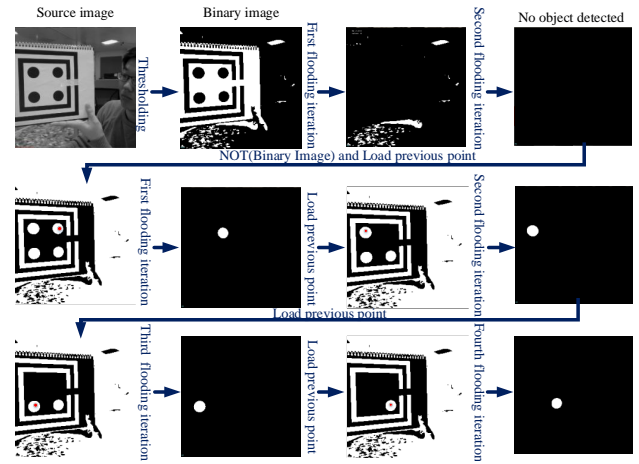 Source image
Binary image
No object detected
Thresholding
First flooding iteration
Second flooding iteration
NOT(Binary Image) and Load previous point
First flooding iteration
Load previous point
Second flooding iteration
Load previous point
Third flooding iteration
Load previous point
Fourth flooding iteration